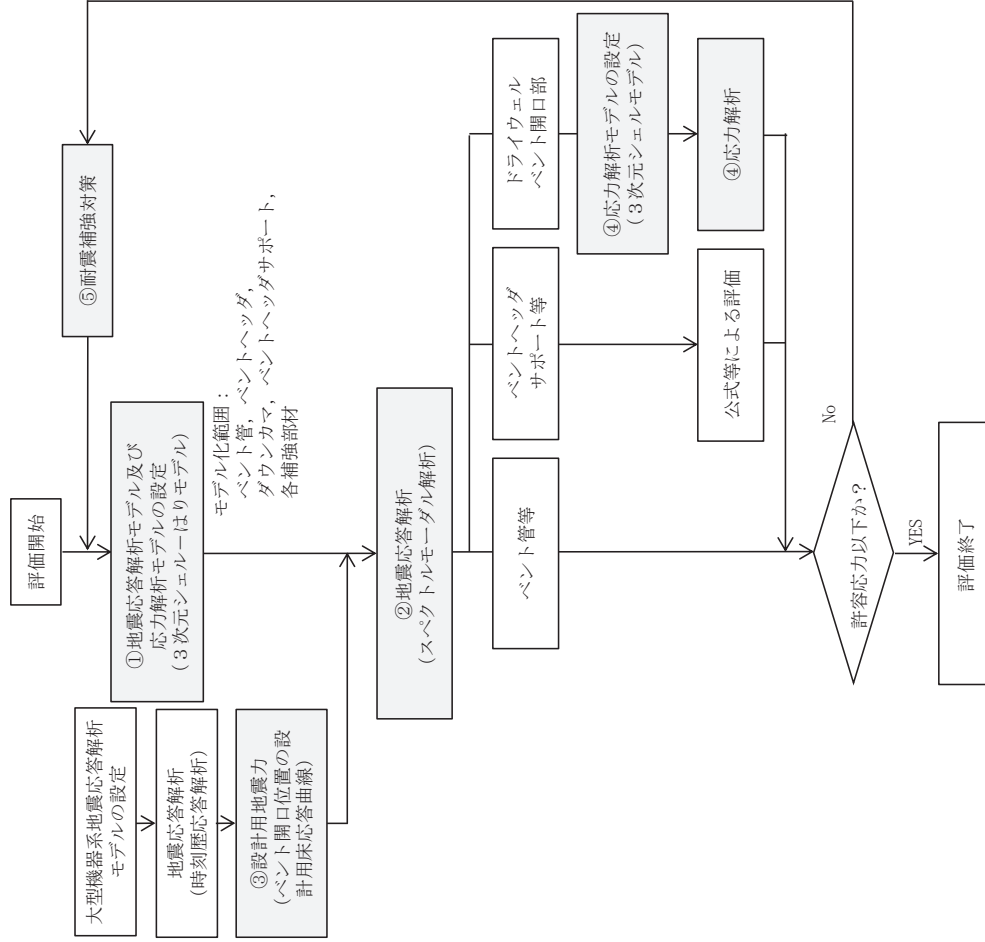 評価開始
⑤耐震補強対策
①地震応答解析モデル及び
応力解析モデルの設定
(３次元シェルーはりモデル)
モデル化範囲：
ベント管，ベントヘッダ，
ダウンカマ，ベントヘッダサポート，
各補強部材
大型機器系地震応答解析
モデルの設定
地震応答解析
(時刻歴応答解析)
③設計用地震力
(ベント開口位置の設
計用床応答曲線)
②地震応答解析
(スペクトルモーダル解析)
ベント管等
ベントヘッダ
サポート等
ドライウェル
ベント開口部
④応力解析モデルの設定
(３次元シェルモデル)
公式等による評価
④応力解析
許容応力以下か？
No
YES
評価終了